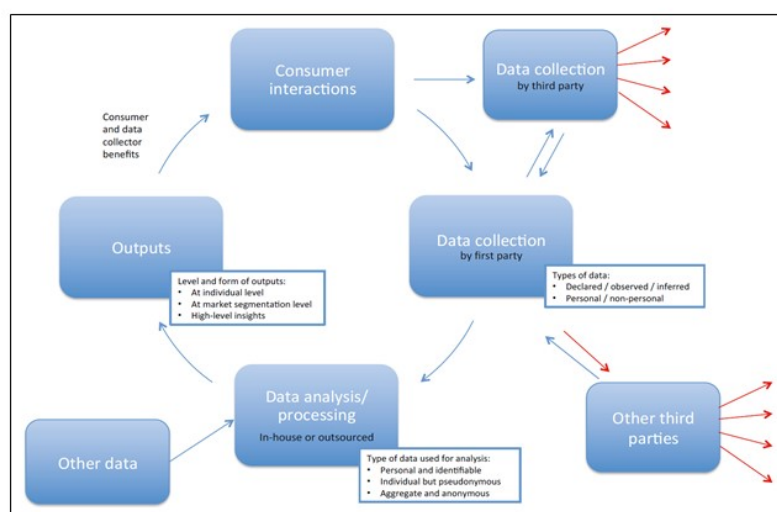 Consumer
interactions
Data collection
by third party
Consumer
and data
collector
benefits
Outputs
Level and form of outputs:
• At individual level
• At market segmentation level
• High-level insights
Data collection
by first party
Types of data:
• Declared / observed / inferred
• Personal / non-personal
Data analysis/
processing
In-house or outsourced
Type of data used for analysis:
• Personal and identifiable
• Individual but pseudonymous
• Aggregate and anonymous
Other data
Other third
parties